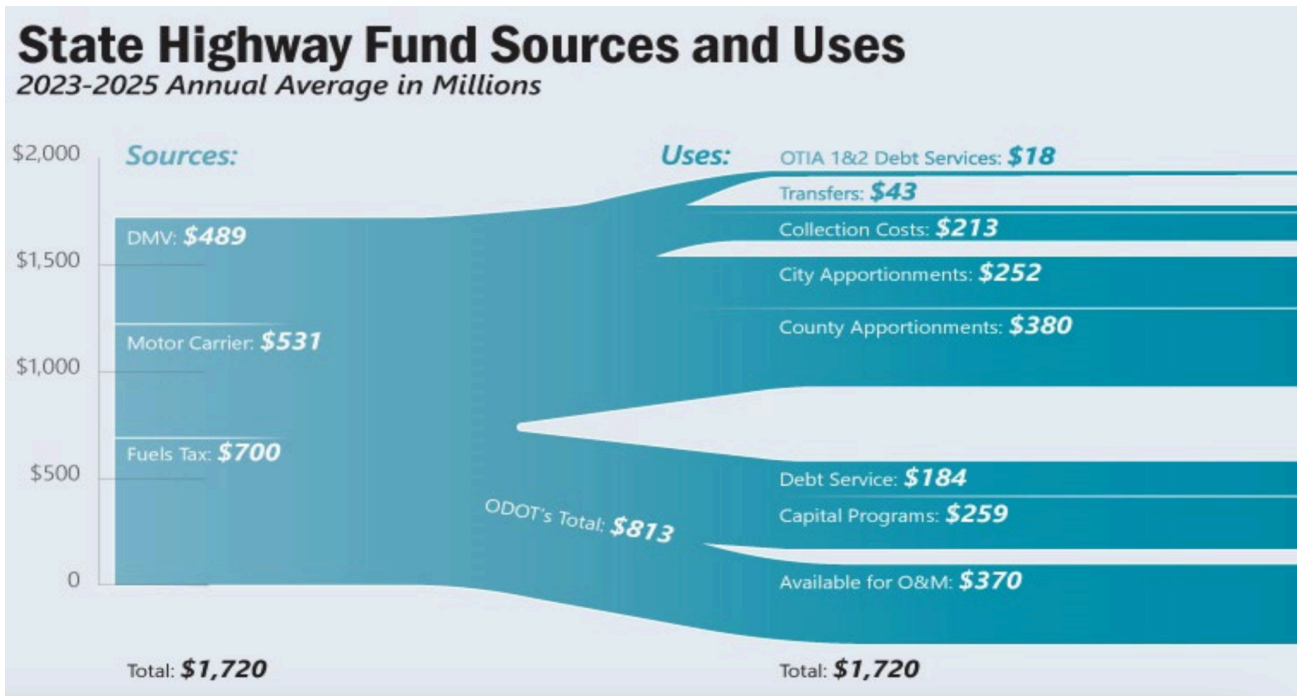 State Highway Fund Sources and Uses
2023-2025 Annual Average in Millions
$2,000
$1,500
$1,000
$500
0
Sources:
DMV: $489
Motor Carrier: $531
Fuels Tax: $700
Total: $1,720
ODOT's Total: $813
Uses:
OTIA 1&2 Debt Services: $18
Transfers: $43
Collection Costs: $213
City Apportionments: $252
County Apportionments: $380
Debt Service: $184
Capital Programs: $259
Available for O&M: $370
Total: $1,720